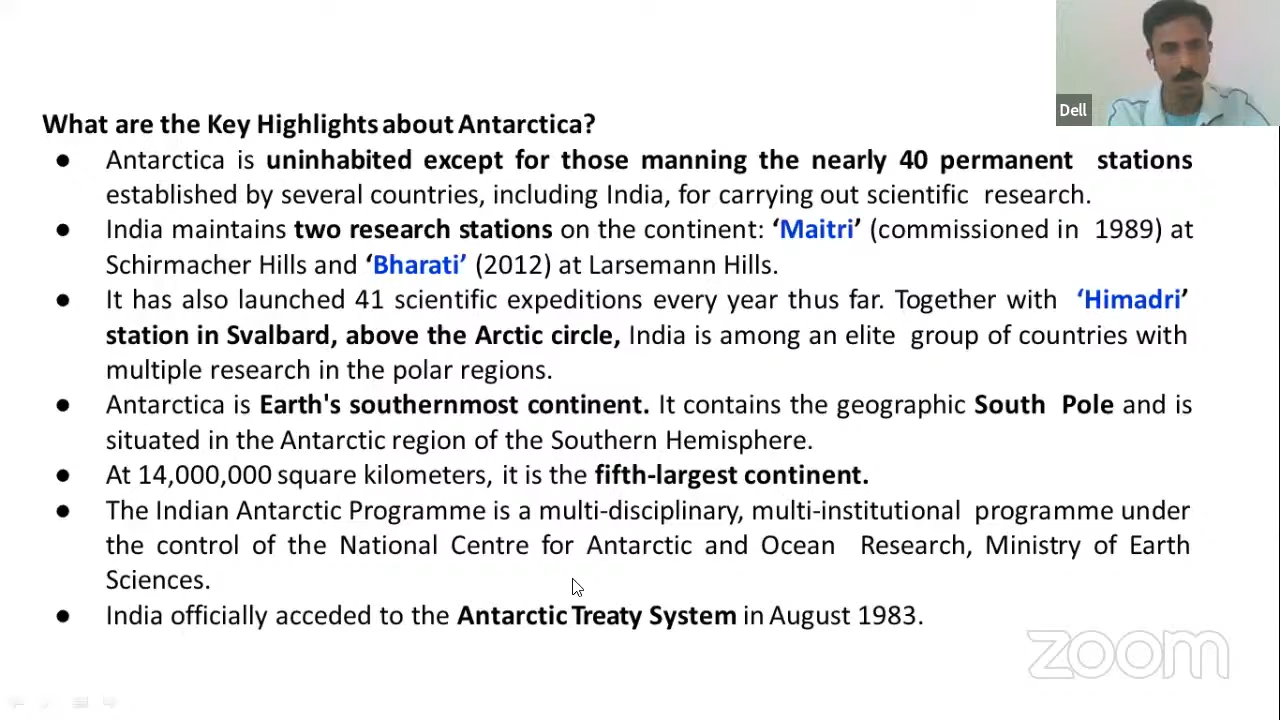 Dell
What are the Key Highlights about Antarctica?
● Antarctica is uninhabited except for those manning the nearly 40 permanent stations
established by several countries, including India, for carrying out scientific research.
● India maintains two research stations on the continent: ‘Maitri’ (commissioned in 1989) at
Schirmacher Hills and ‘Bharati’ (2012) at Larsemann Hills.
● It has also launched 41 scientific expeditions every year thus far. Together with ‘Himadri’
station in Svalbard, above the Arctic circle, India is among an elite group of countries with
multiple research in the polar regions.
● Antarctica is Earth's southernmost continent. It contains the geographic South Pole and is
situated in the Antarctic region of the Southern Hemisphere.
● At 14,000,000 square kilometers, it is the fifth-largest continent.
● The Indian Antarctic Programme is a multi-disciplinary, multi-institutional programme under
the control of the National Centre for Antarctic and Ocean Research, Ministry of Earth
Sciences.
● India officially acceded to the Antarctic Treaty System in August 1983.
zoom